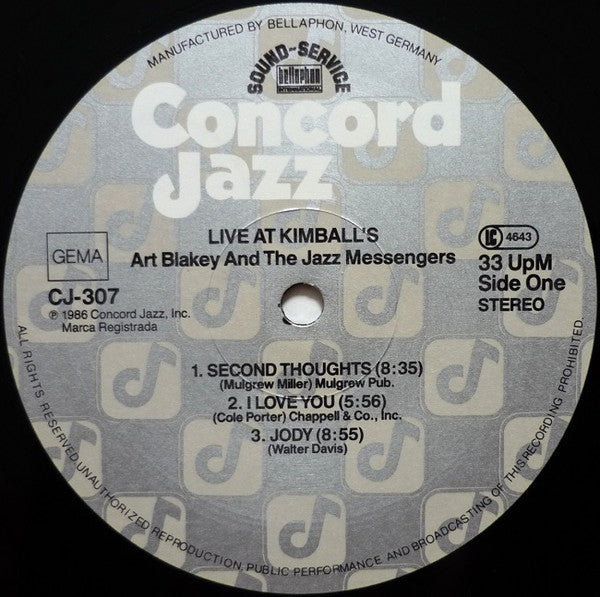 MANUFACTURED BY BELLAPHON, WEST GERMANY
SOUND-SERVICE
bellaphon
INTERNATIONAL
Concord
Jazz
LIVE AT KIMBALL'S
Art Blakey And The Jazz Messengers
GEMA
LC 4643
CJ-307
33 UpM
Side One
STEREO
℗ 1986 Concord Jazz, Inc.
Marca Registrada
1. SECOND THOUGHTS (8:35)
(Mulgrew Miller) Mulgrew Pub.
2. I LOVE YOU (5:56)
(Cole Porter) Chappell & Co., Inc.
3. JODY (8:55)
(Walter Davis)
ALL RIGHTS RESERVED UNAUTHORIZED REPRODUCTION, PUBLIC PERFORMANCE AND BROADCASTING OF THIS RECORDING PROHIBITED.